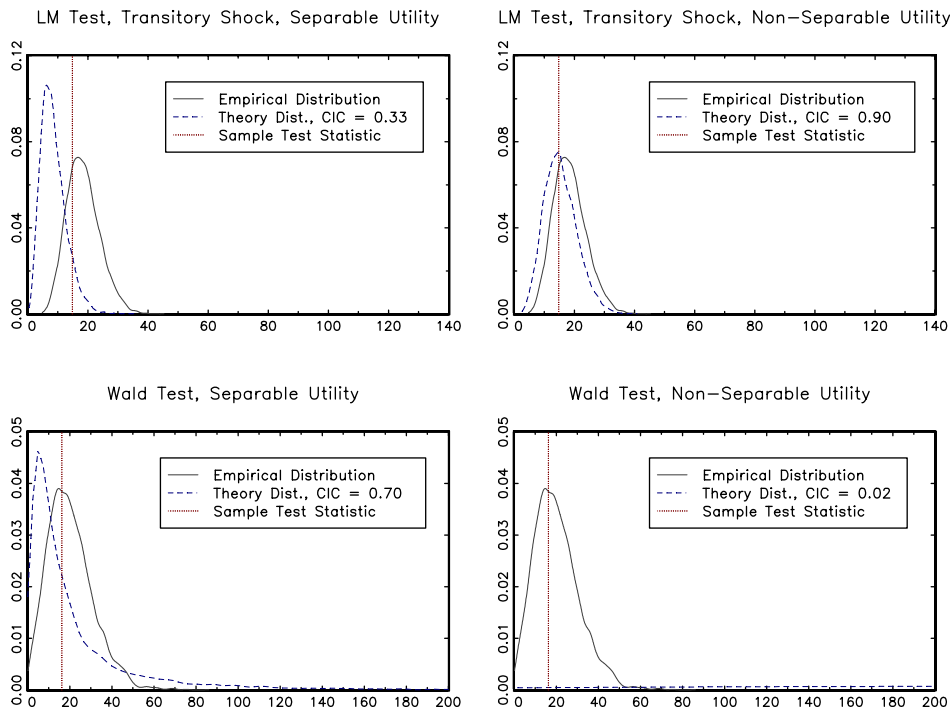 LM Test, Transitory Shock, Separable Utility
0.00 0.04 0.08 0.12
Empirical Distribution
Theory Dist., CIC = 0.33
Sample Test Statistic
0 20 40 60 80 100 120 140
LM Test, Transitory Shock, Non-Separable Utility
0.00 0.04 0.08 0.12
Empirical Distribution
Theory Dist., CIC = 0.90
Sample Test Statistic
0 20 40 60 80 100 120 140
Wald Test, Separable Utility
0.00 0.01 0.02 0.03 0.04 0.05
Empirical Distribution
Theory Dist., CIC = 0.70
Sample Test Statistic
0 20 40 60 80 100 120 140 160 180 200
Wald Test, Non-Separable Utility
0.00 0.01 0.02 0.03 0.04 0.05
Empirical Distribution
Theory Dist., CIC = 0.02
Sample Test Statistic
0 20 40 60 80 100 120 140 160 180 200